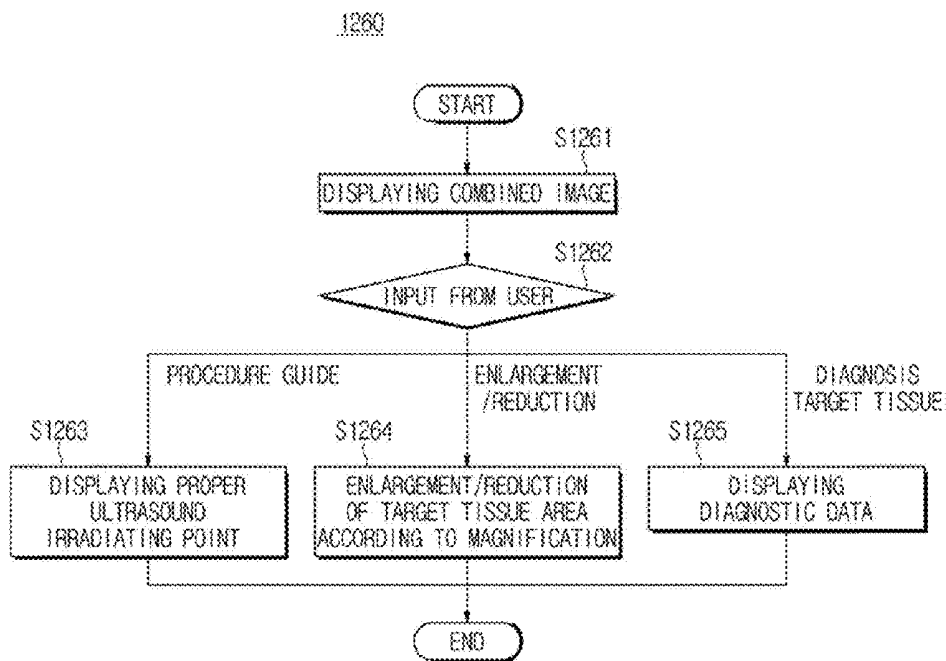 1260
START
S1261
DISPLAYING COMBINED IMAGE
S1262
INPUT FROM USER
PROCEDURE GUIDE
ENLARGEMENT
/REDUCTION
DIAGNOSIS
TARGET TISSUE
S1263
DISPLAYING PROPER
ULTRASOUND
IRRADIATING POINT
S1264
ENLARGEMENT/REDUCTION
OF TARGET TISSUE AREA
ACCORDING TO MAGNIFICATION
S1265
DISPLAYING
DIAGNOSTIC DATA
END